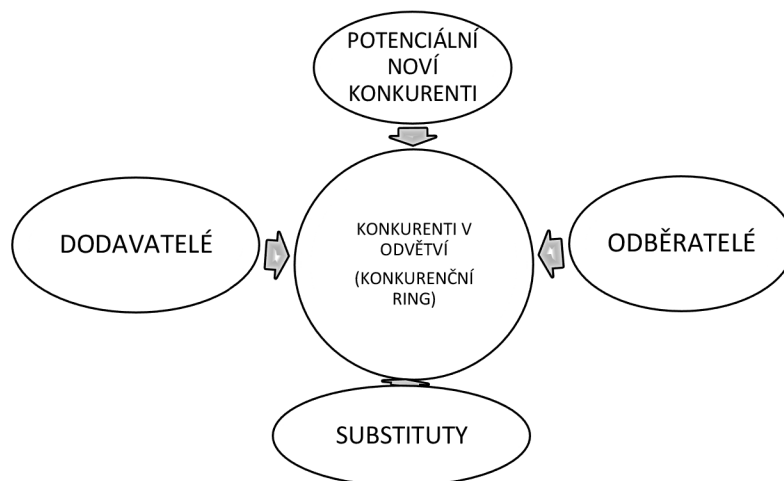 POTENCIÁLNÍ
NOVÍ
KONKURENTI
DODAVATELÉ
KONKURENTI V
ODVĚTVÍ
(KONKURENČNÍ
RING)
ODBĚRATELÉ
SUBSTITUTY